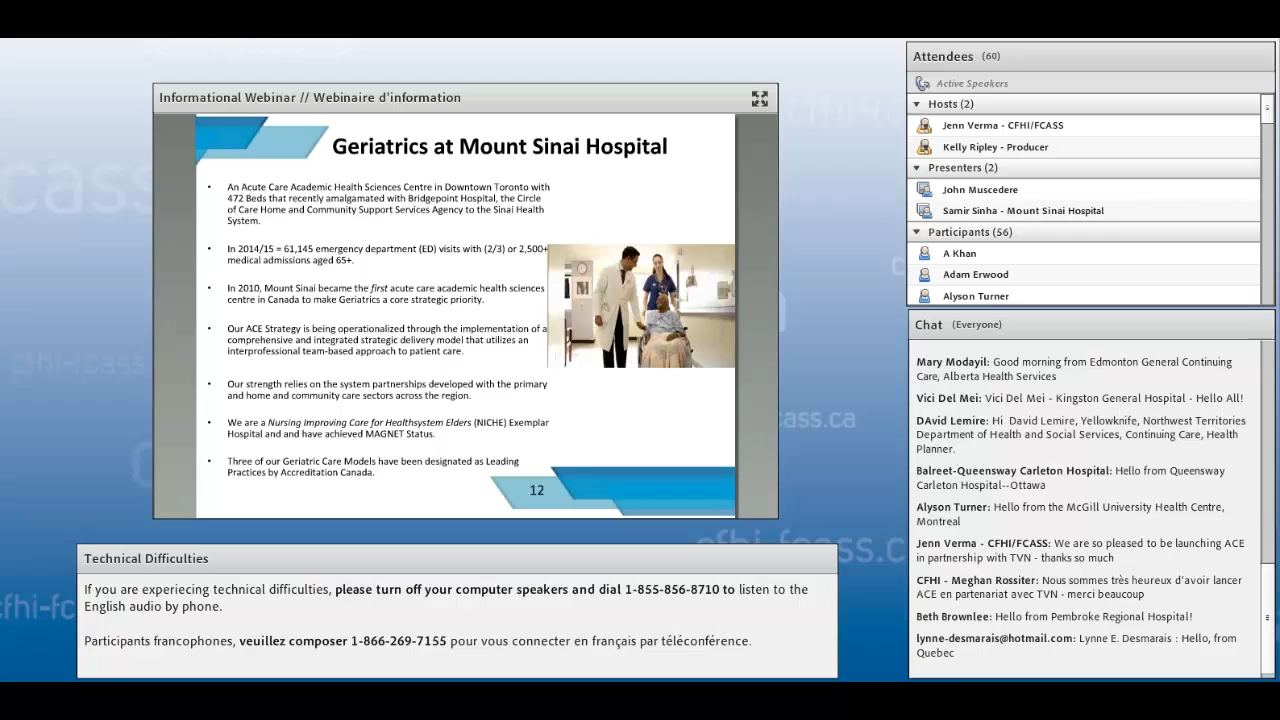 Informational Webinar // Webinaire d'information
Geriatrics at Mount Sinai Hospital
• An Acute Care Academic Health Sciences Centre in Downtown Toronto with
472 Beds that recently amalgamated with Bridgepoint Hospital, the Circle
of Care Home and Community Support Services Agency to the Sinai Health
System.
• In 2014/15 = 61,145 emergency department (ED) visits with (2/3) or 2,500+
medical admissions aged 65+.
• In 2010, Mount Sinai became the first acute care academic health sciences
centre in Canada to make Geriatrics a core strategic priority.
• Our ACE Strategy is being operationalized through the implementation of a
comprehensive and integrated strategic delivery model that utilizes an
interprofessional team-based approach to patient care.
• Our strength relies on the system partnerships developed with the primary
and home and community care sectors across the region.
• We are a Nursing Improving Care for Healthsystem Elders (NICHE) Exemplar
Hospital and and have achieved MAGNET Status.
• Three of our Geriatric Care Models have been designated as Leading
Practices by Accreditation Canada.
12
Technical Difficulties
If you are experiecing technical difficulties, please turn off your computer speakers and dial 1-855-856-8710 to listen to the
English audio by phone.
Participants francophones, veuillez composer 1-866-269-7155 pour vous connecter en français par téléconférence.
Attendees (60)
Active Speakers
Hosts (2)
Jenn Verma - CFHI/FCASS
Kelly Ripley - Producer
Presenters (2)
John Muscedere
Samir Sinha - Mount Sinai Hospital
Participants (56)
A Khan
Adam Erwood
Alyson Turner
Chat (Everyone)
Mary Modayil: Good morning from Edmonton General Continuing
Care, Alberta Health Services
Vici Del Mei: Vici Del Mei - Kingston General Hospital - Hello All!
DAvid Lemire: Hi David Lemire, Yellowknife, Northwest Territories
Department of Health and Social Services, Continuing Care, Health
Planner.
Balreet-Queensway Carleton Hospital: Hello from Queensway
Carleton Hospital--Ottawa
Alyson Turner: Hello from the McGill University Health Centre,
Montreal
Jenn Verma - CFHI/FCASS: We are so pleased to be launching ACE
in partnership with TVN - thanks so much
CFHI - Meghan Rossiter: Nous sommes très heureux d'avoir lancer
ACE en partenariat avec TVN - merci beaucoup
Beth Brownlee: Hello from Pembroke Regional Hospital!
lynne-desmarais@hotmail.com: Lynne E. Desmarais : Hello, from
Quebec